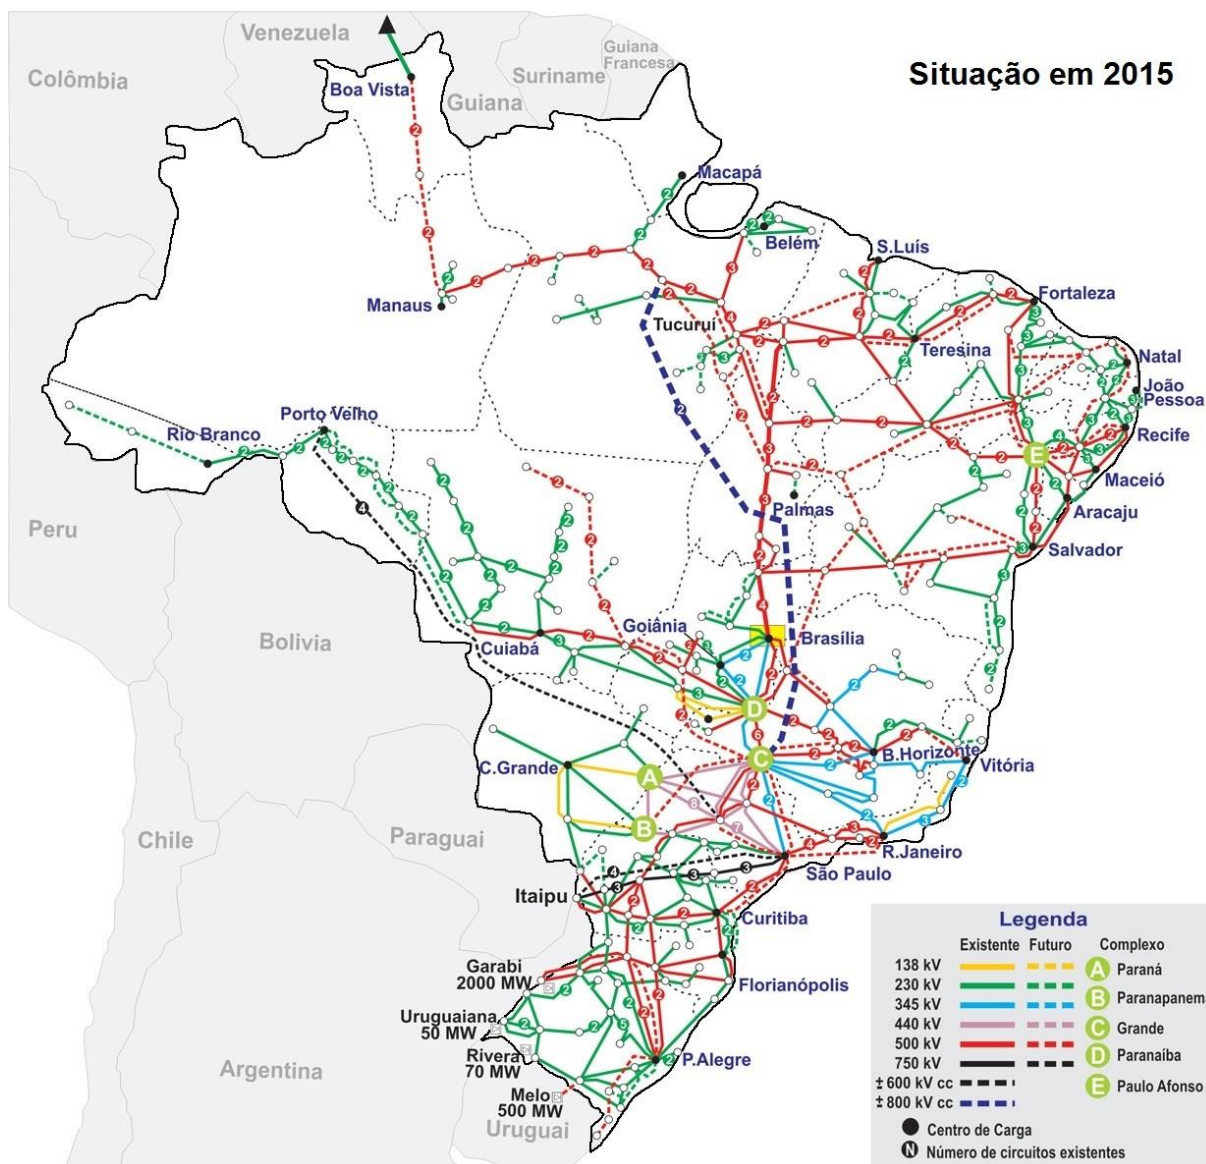 Situação em 2015
Venezuela
Guiana
Francesa
Suriname
Colômbia
Boa Vista
Guiana
Macapá
Belém
S.Luís
Manaus
Fortaleza
Tucuruí
Teresina
Natal
João
Pessoa
Porto Velho
Rio Branco
Recife
E
Maceió
Palmas
Aracaju
Peru
Salvador
Goiânia
Bolivia
Cuiabá
Brasília
D
B.Horizonte
C
Vitória
C.Grande
A
B
Chile
Paraguai
R.Janeiro
São Paulo
Itaipu
Curitiba
Garabi
2000 MW
Florianópolis
Uruguaiana
50 MW
Rivera
70 MW
P.Alegre
Argentina
Melo
500 MW
Uruguai
Legenda
Existente Futuro Complexo
138 kV A Paraná
230 kV
345 kV B Paranapanem
440 kV C Grande
500 kV
750 kV D Paranaíba
± 600 kV cc
± 800 kV cc E Paulo Afonso
Centro de Carga
N Número de circuitos existentes